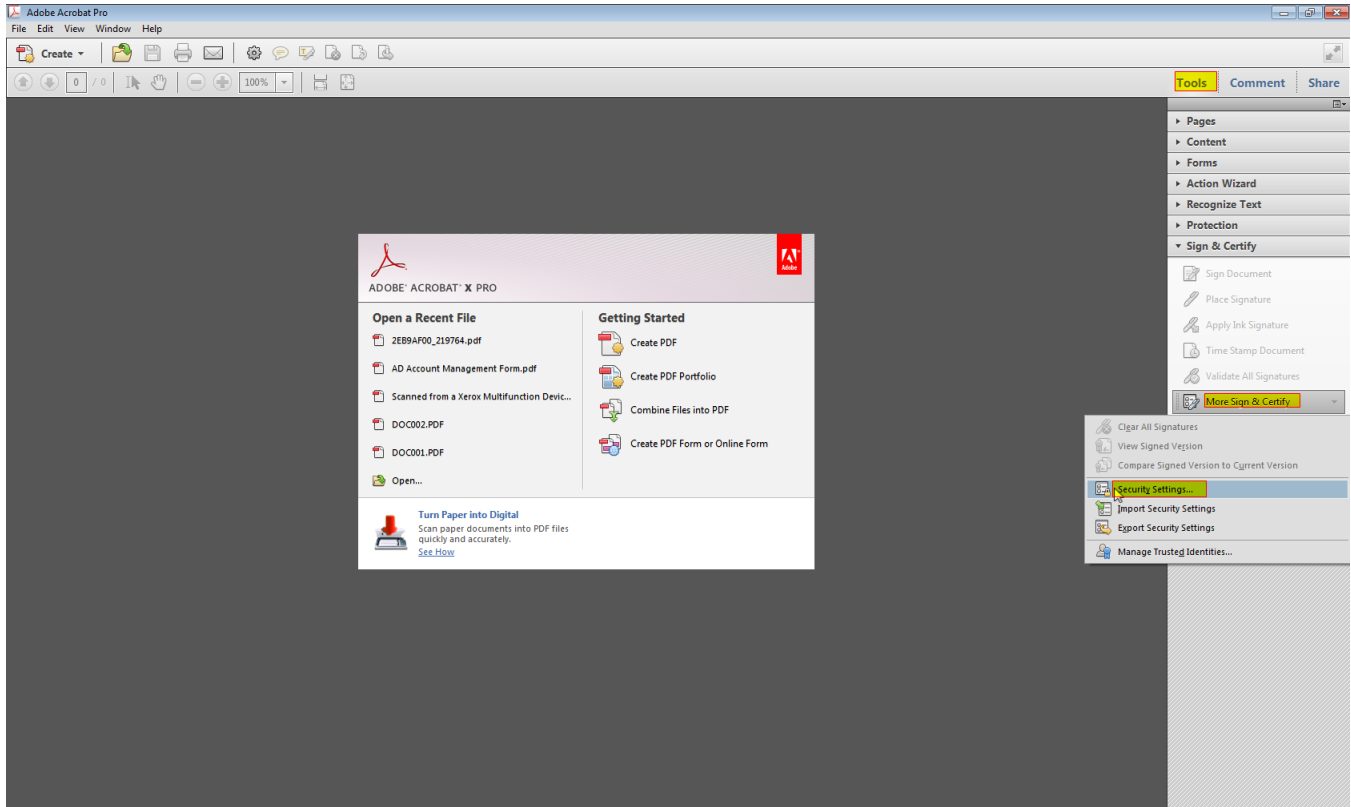 Adobe Acrobat Pro
File Edit View Window Help
Create
0 / 0 100% Tools Comment Share
Pages
Content
Forms
Action Wizard
Recognize Text
Protection
Sign & Certify
Sign Document
Place Signature
Apply Ink Signature
Time Stamp Document
Validate All Signatures
More Sign & Certify
Clear All Signatures
View Signed Version
Compare Signed Version to Current Version
Security Settings...
Import Security Settings
Export Security Settings
Manage Trusted Identities...
Adobe
ADOBE® ACROBAT® X PRO
Open a Recent File
2EB9AF00_219764.pdf
AD Account Management Form.pdf
Scanned from a Xerox Multifunction Devic...
DOC002.PDF
DOC001.PDF
Open...
Getting Started
Create PDF
Create PDF Portfolio
Combine Files into PDF
Create PDF Form or Online Form
Turn Paper into Digital
Scan paper documents into PDF files
quickly and accurately.
See How